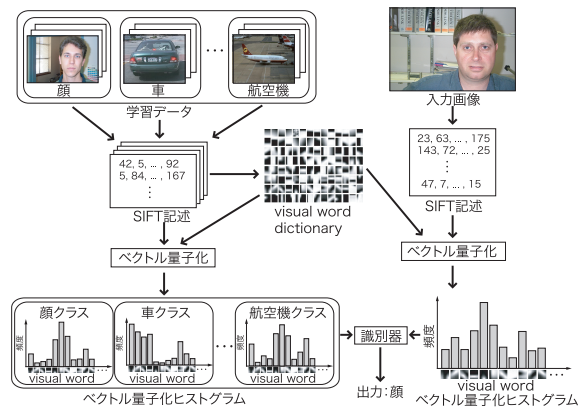 顔
車
航空機
学習データ
入力画像
42, 5, ... , 92
5, 84, ... , 167
SIFT記述
visual word
dictionary
23, 63, ... , 175
143, 72, ... , 25
47, 7, ... , 15
SIFT記述
ベクトル量子化
ベクトル量子化
顔クラス
頻度
visual word
車クラス
頻度
visual word
航空機クラス
頻度
visual word
ベクトル量子化ヒストグラム
識別器
出力：顔
頻度
visual word
ベクトル量子化ヒストグラム